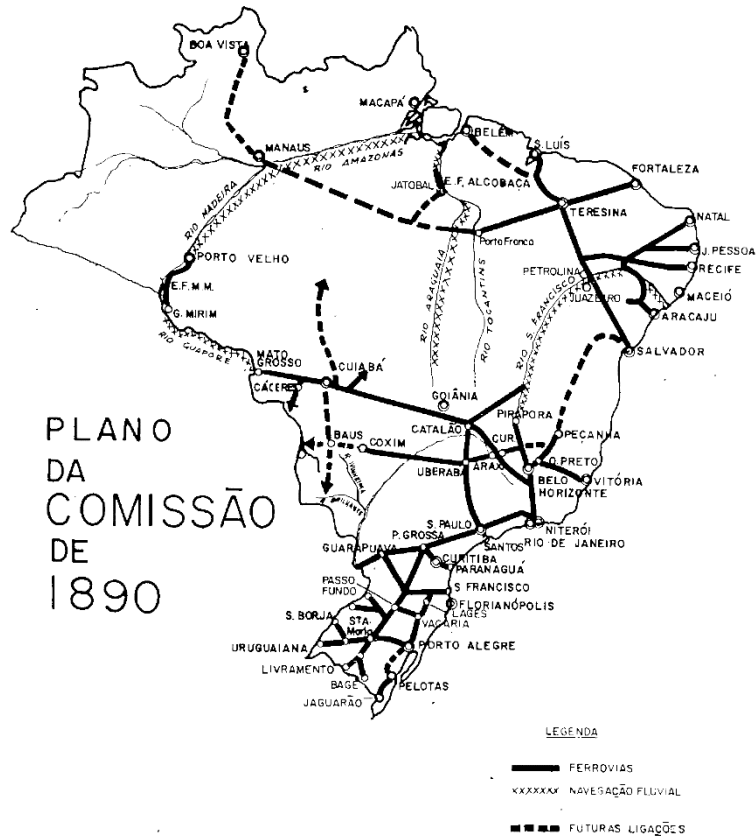 BOA VISTA
MACAPÁ
BELÉM
S. LUÍS
MANAUS
RIO AMAZONAS
JATOBAL
E.F. ALCOBAÇA
FORTALEZA
TERESINA
RIO MADEIRA
Porto Franco
NATAL
J. PESSOA
PORTO VELHO
PETROLINA
RECIFE
E.F.M.M.
RIO ARAGUAIA
RIO TOCANTINS
RIO S. FRANCISCO
JUAZEIRO
MACEIÓ
G. MIRIM
ARACAJU
RIO GUAPORÉ
MATO
GROSSO
CUIABÁ
SALVADOR
CÁCERES
GOIÂNIA
PIRAPORA
CATALÃO
BAUS
COXIM
CUR.
PEÇANHA
UBERABA
ARAXÁ
O. PRETO
BELO
HORIZONTE
VITÓRIA
PLANO
DA
COMISSÃO
DE
1890
S. PAULO
NITERÓI
P. GROSSA
SANTOS
RIO DE JANEIRO
GUARAPUAVA
CURITIBA
PARANAGUÁ
PASSO
FUNDO
S. FRANCISCO
FLORIANÓPOLIS
LAGES
S. BORJA
STA.
Maria
VACARIA
URUGUAIANA
PORTO ALEGRE
LIVRAMENTO
BAGÉ
PELOTAS
JAGUARÃO
LEGENDA
FERROVIAS
NAVEGAÇÃO FLUVIAL
FUTURAS LIGAÇÕES